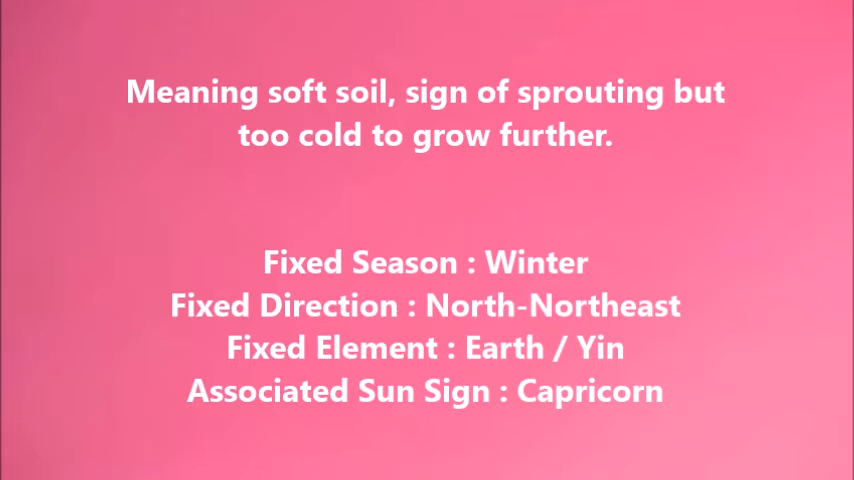 Meaning soft soil, sign of sprouting but
too cold to grow further.
Fixed Season : Winter
Fixed Direction : North-Northeast
Fixed Element : Earth / Yin
Associated Sun Sign : Capricorn